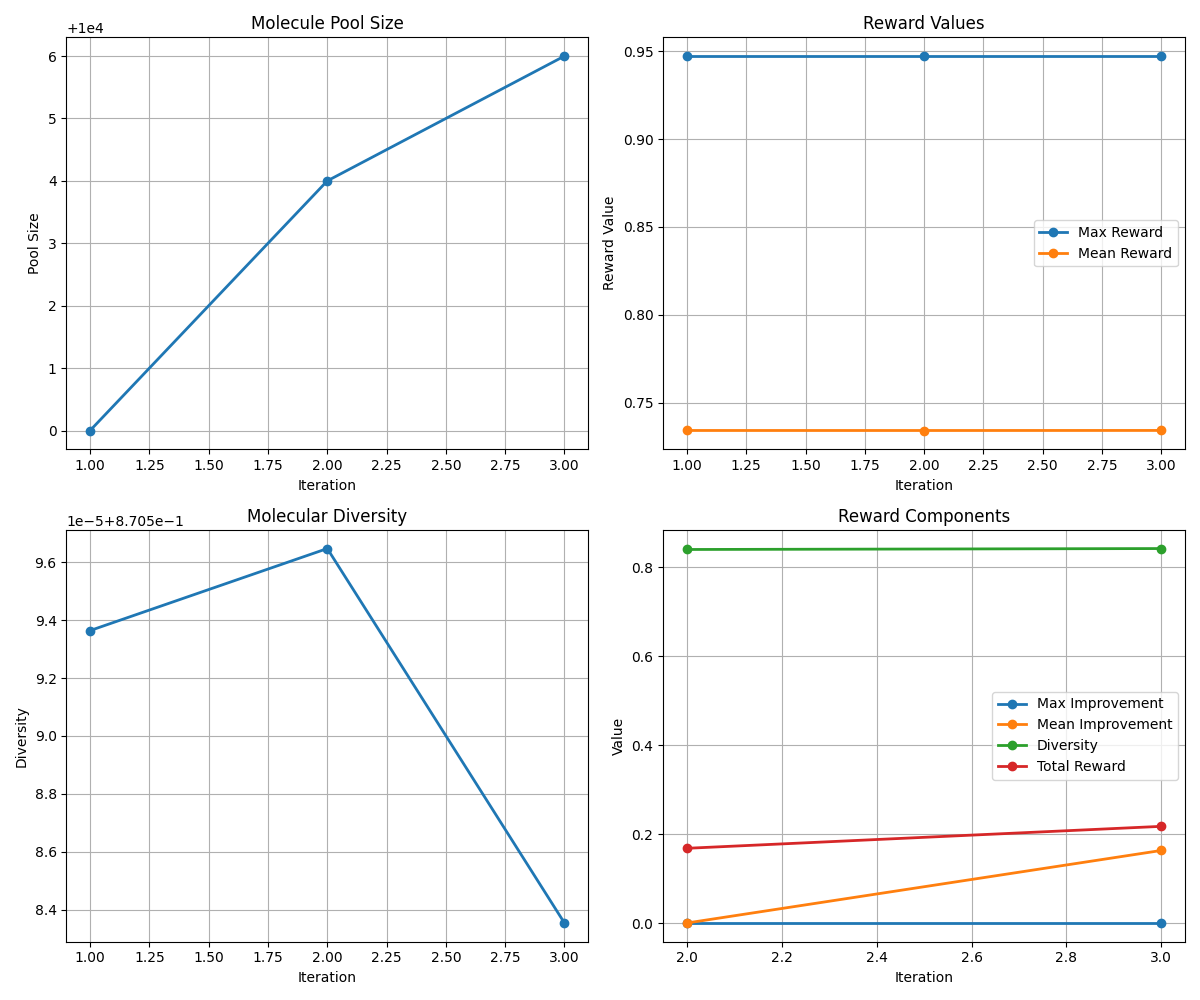 Molecule Pool Size
+1e4
6
5
4
3
2
1
0
Pool Size
1.00 1.25 1.50 1.75 2.00 2.25 2.50 2.75 3.00
Iteration
Reward Values
0.95
0.90
0.85
0.80
0.75
Reward Value
Max Reward
Mean Reward
1.00 1.25 1.50 1.75 2.00 2.25 2.50 2.75 3.00
Iteration
Molecular Diversity
1e−5+8.705e−1
9.6
9.4
9.2
9.0
8.8
8.6
8.4
Diversity
1.00 1.25 1.50 1.75 2.00 2.25 2.50 2.75 3.00
Iteration
Reward Components
0.8
0.6
0.4
0.2
0.0
Value
Max Improvement
Mean Improvement
Diversity
Total Reward
2.0 2.2 2.4 2.6 2.8 3.0
Iteration